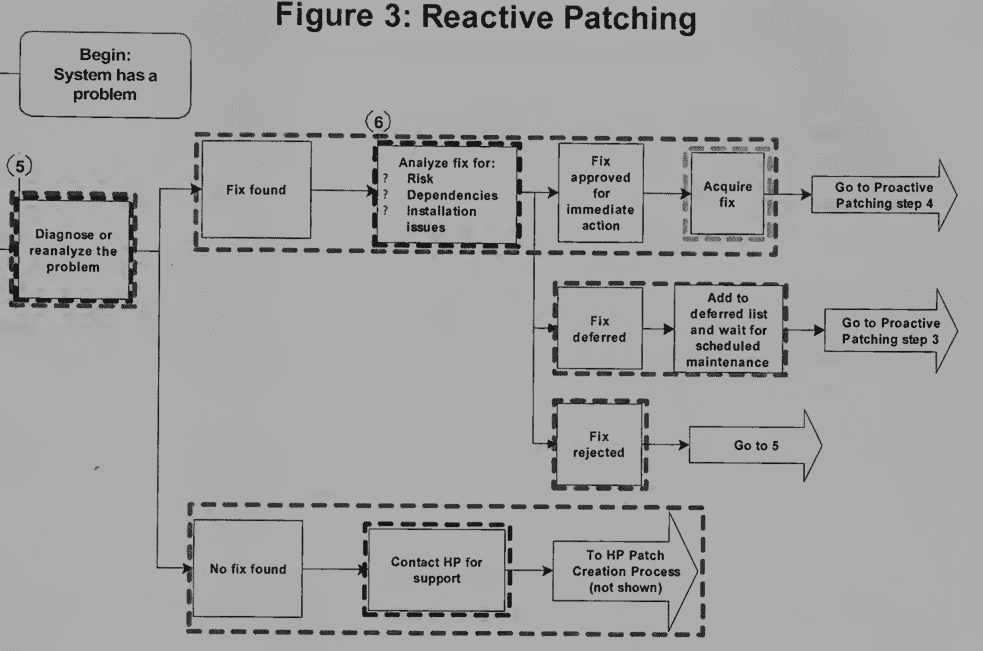 Figure 3: Reactive Patching
Begin:
System has a
problem
5
Diagnose or
reanalyze the
problem
Fix found
6
Analyze fix for:
? Risk
? Dependencies
? Installation
issues
Fix
approved
for
immediate
action
Acquire
fix
Go to Proactive
Patching step 4
Fix
deferred
Add to
deferred list
and wait for
scheduled
maintenance
Go to Proactive
Patching step 3
Fix
rejected
Go to 5
No fix found
Contact HP for
support
To HP Patch
Creation Process
(not shown)